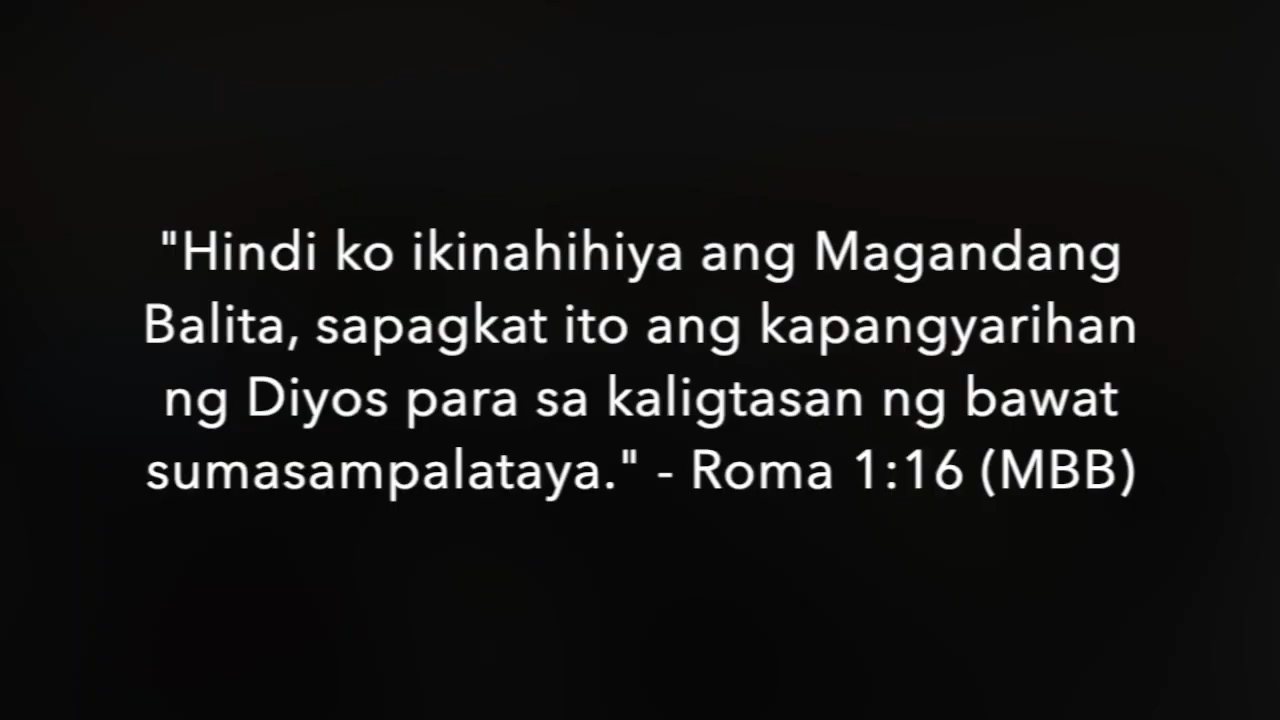 "Hindi ko ikinahihiya ang Magandang
Balita, sapagkat ito ang kapangyarihan
ng Diyos para sa kaligtasan ng bawat
sumasampalataya." - Roma 1:16 (MBB)